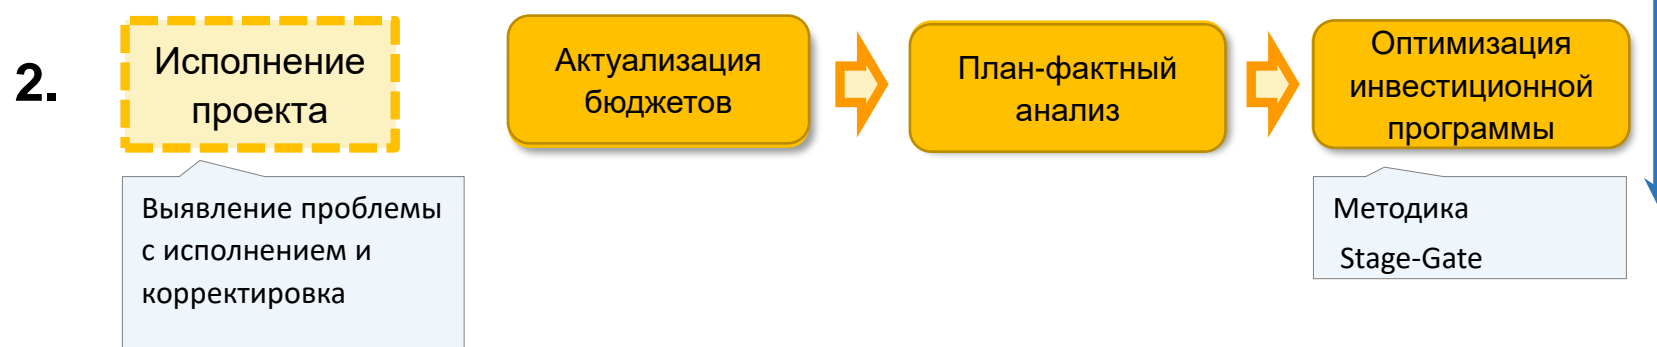 2.
Исполнение
проекта
Актуализация
бюджетов
План-фактный
анализ
Оптимизация
инвестиционной
программы
Выявление проблемы
с исполнением и
корректировка
Методика
Stage-Gate